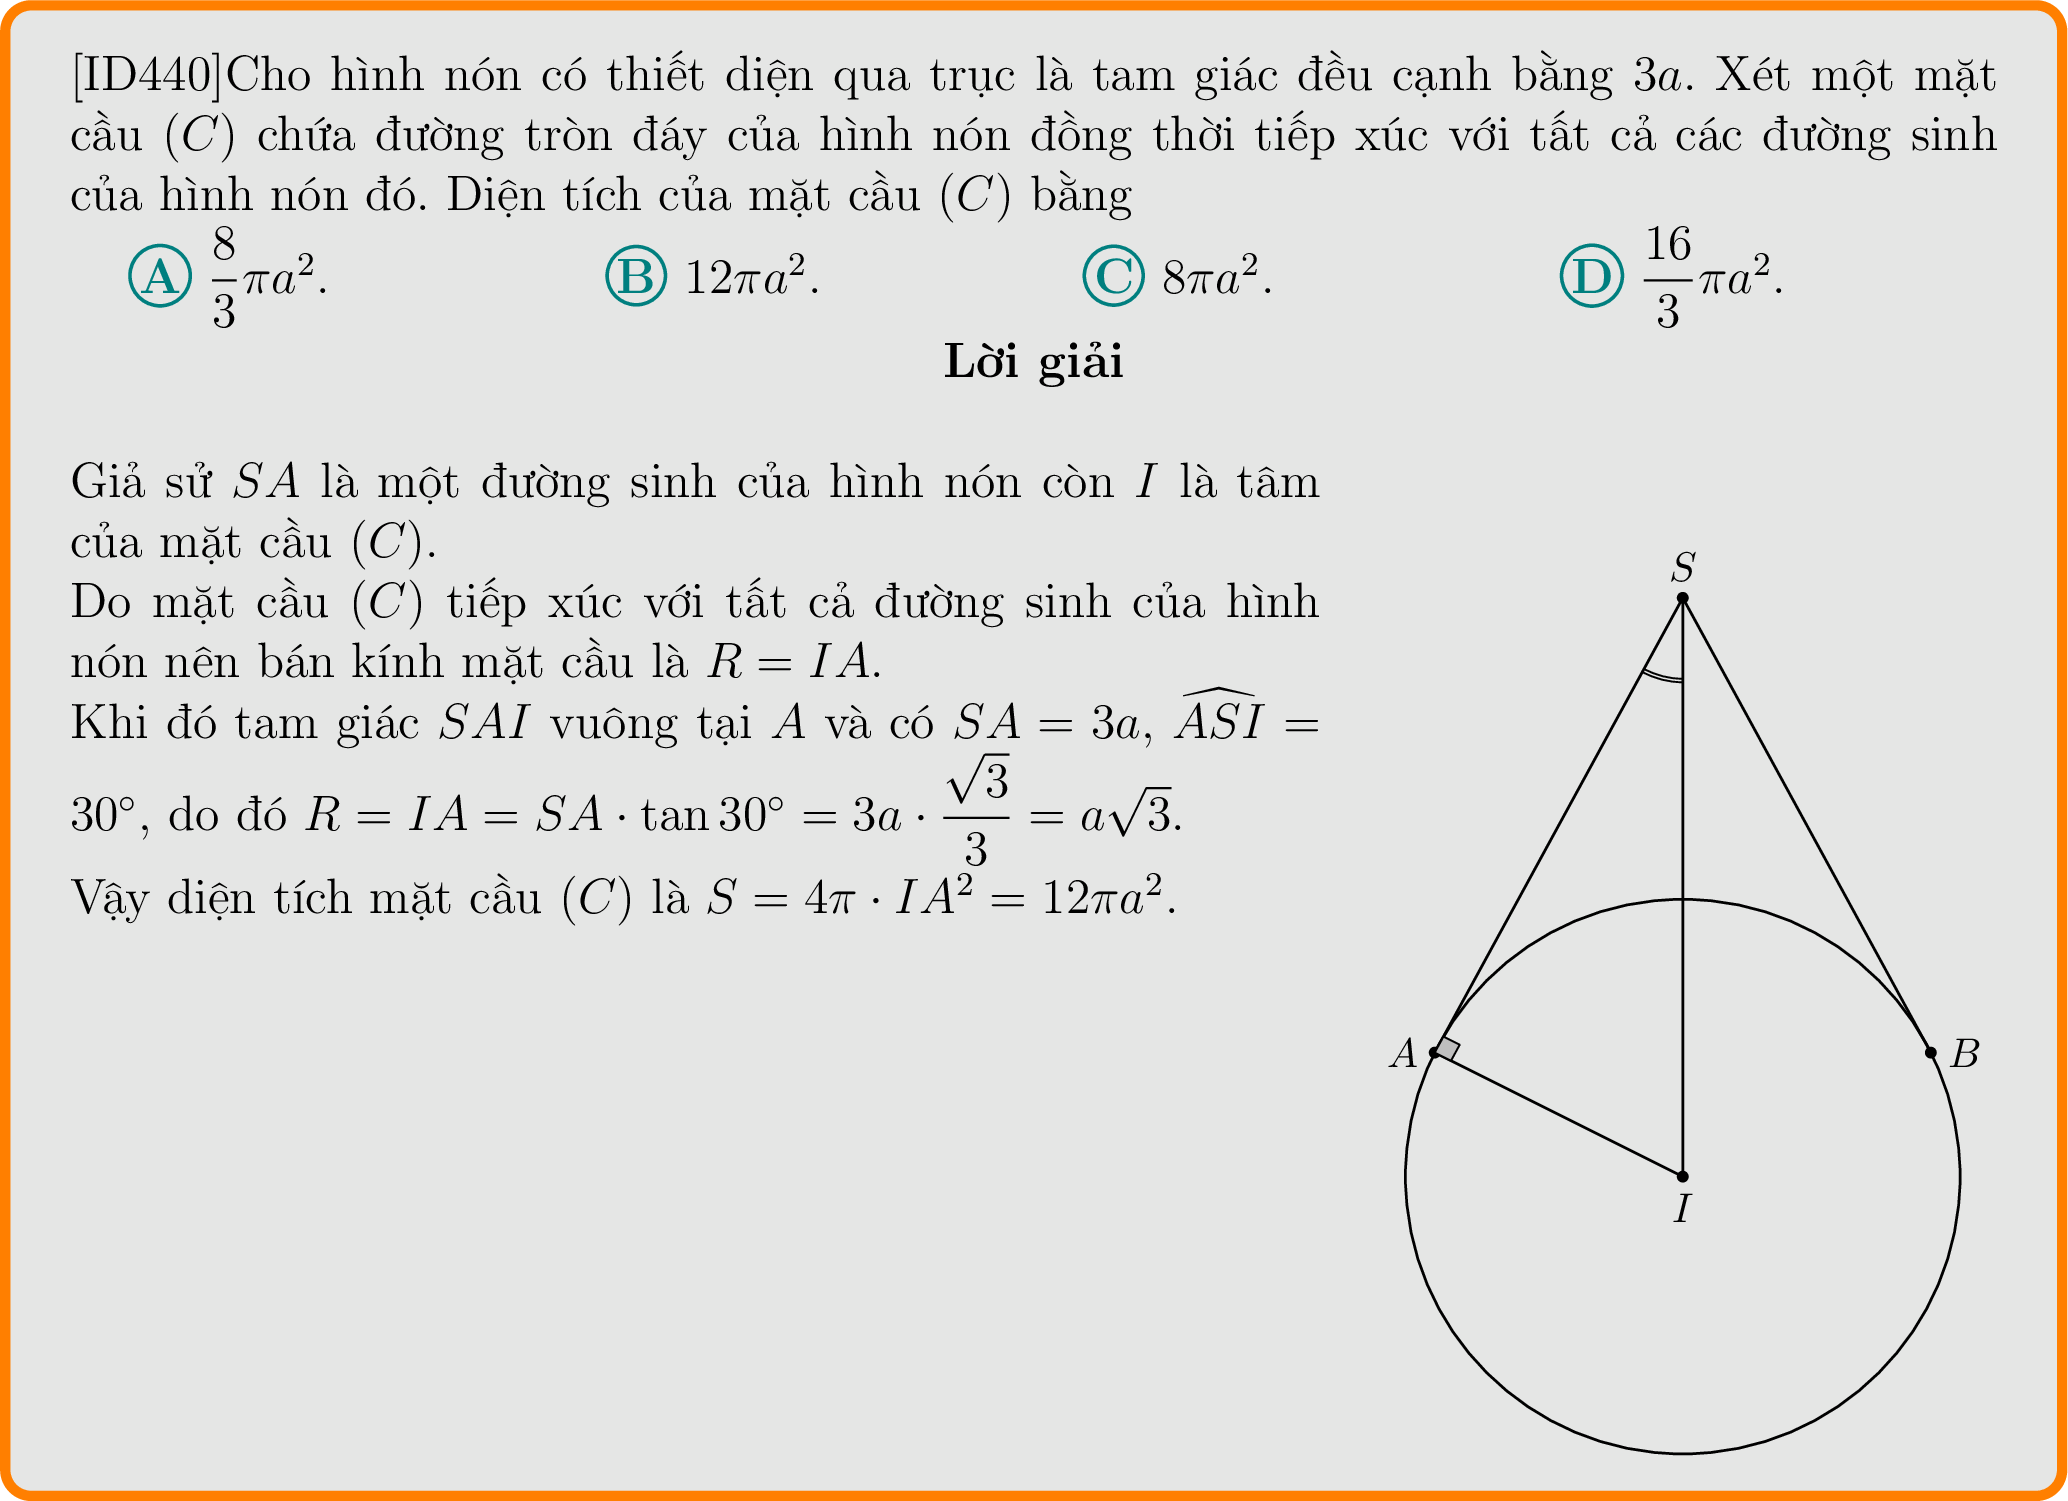 [ID440]Cho hình nón có thiết diện qua trục là tam giác đều cạnh bằng 3a. Xét một mặt
cầu (C) chứa đường tròn đáy của hình nón đồng thời tiếp xúc với tất cả các đường sinh
của hình nón đó. Diện tích của mặt cầu (C) bằng
A $\frac{8}{3}\pi a^2$. B $12\pi a^2$. C $8\pi a^2$. D $\frac{16}{3}\pi a^2$.
Lời giải
Giả sử SA là một đường sinh của hình nón còn I là tâm
của mặt cầu (C).
Do mặt cầu (C) tiếp xúc với tất cả đường sinh của hình
nón nên bán kính mặt cầu là R = IA.
Khi đó tam giác SAI vuông tại A và có SA = 3a, $\widehat{ASI}$ =
30°, do đó $R = IA = SA \cdot \tan 30° = 3a \cdot \frac{\sqrt{3}}{3} = a\sqrt{3}$.
Vậy diện tích mặt cầu (C) là $S = 4\pi \cdot IA^2 = 12\pi a^2$.
S
A
B
I